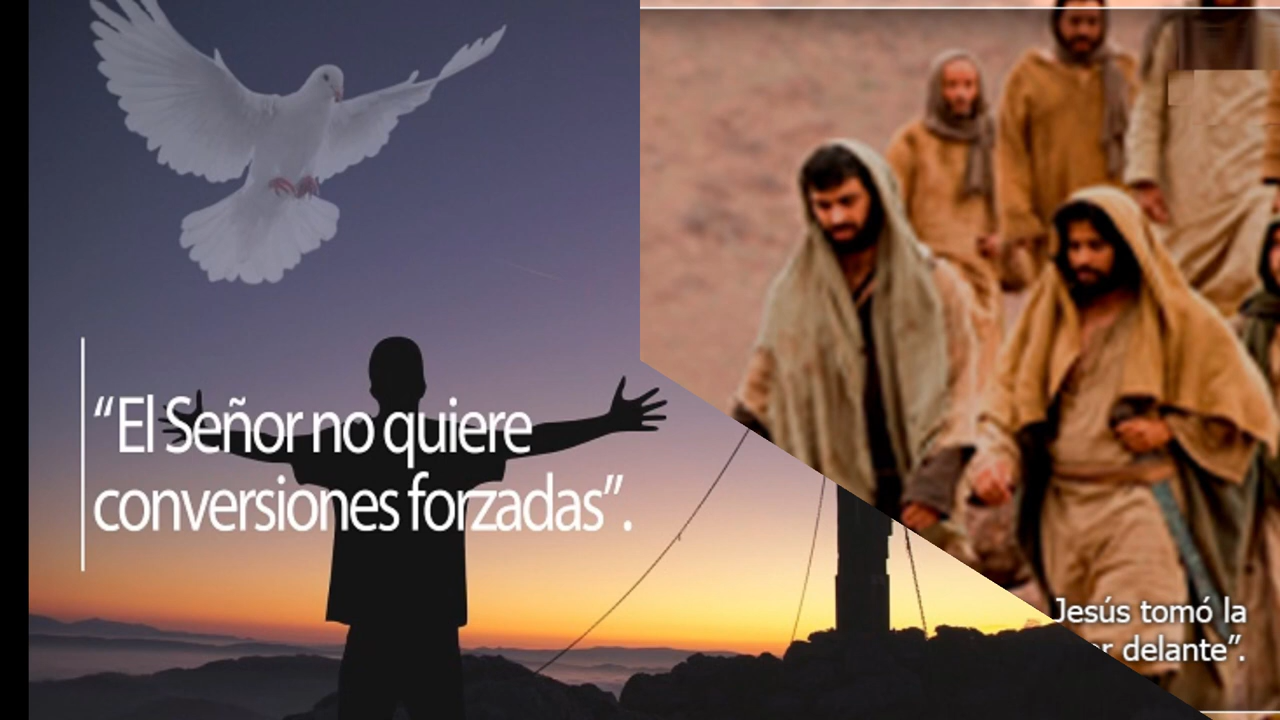 “El Señor no quiere
conversiones forzadas”.
Jesús tomó la
delante”.